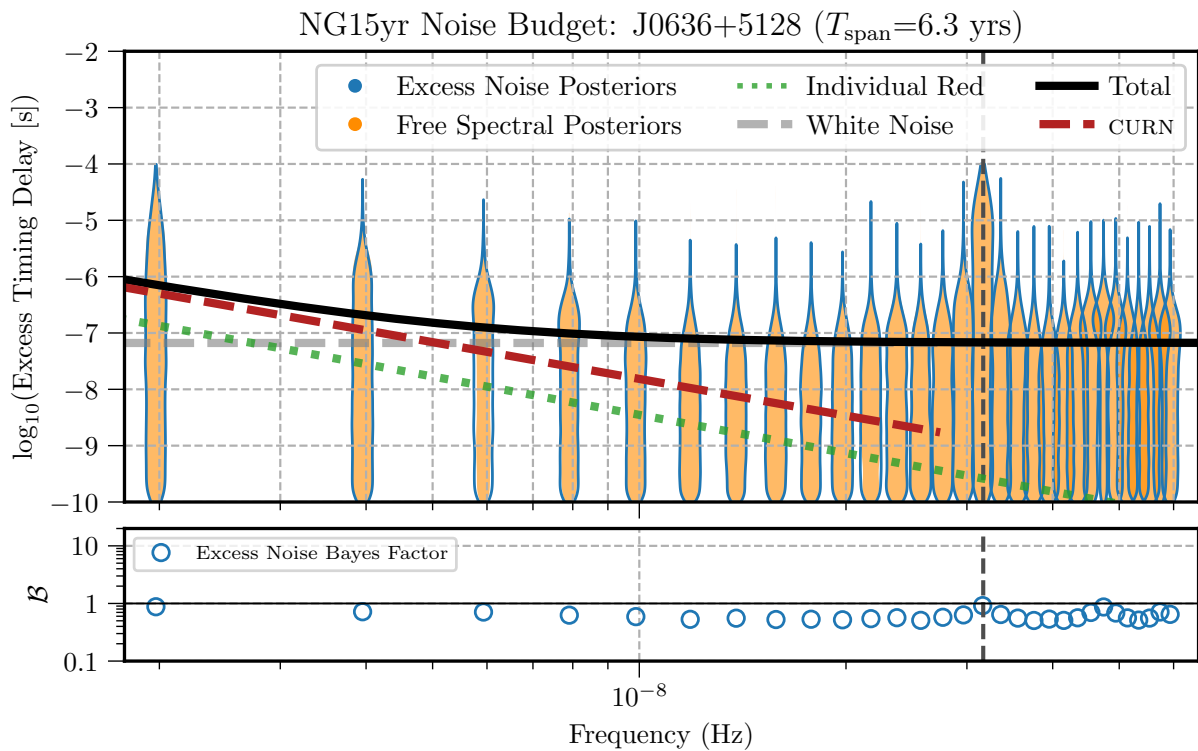 NG15yr Noise Budget: J0636+5128 (T_span=6.3 yrs)
Excess Noise Posteriors
Free Spectral Posteriors
Individual Red
White Noise
Total
CURN
log₁₀(Excess Timing Delay [s])
−2
−3
−4
−5
−6
−7
−8
−9
−10
Excess Noise Bayes Factor
ℬ
10
1
0.1
10⁻⁸
Frequency (Hz)